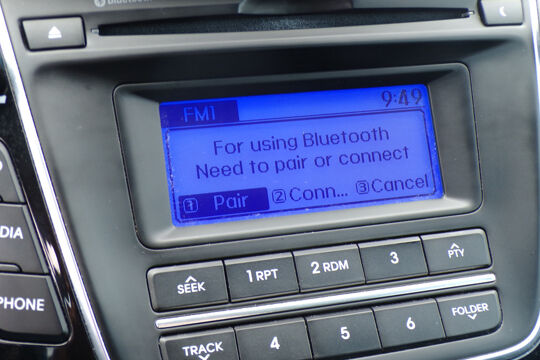 Bluetooth
FM1 9:49
For using Bluetooth
Need to pair or connect
1 Pair 2 Conn... 3 Cancel
SEEK 1 RPT 2 RDM 3 PTY
TRACK 4 5 6 FOLDER
DIA
PHONE